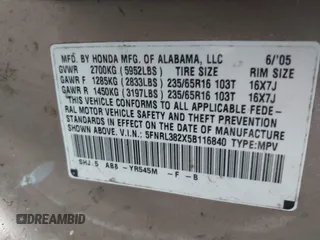 MFD. BY HONDA MFG. OF ALABAMA, LLC 6/'05
GVWR 2700KG (5952LBS) TIRE SIZE RIM SIZE
GAWR F 1285KG (2833LBS) 235/65R16 103T 16X7J
GAWR R 1450KG (3197LBS) 235/65R16 103T 16X7J
THIS VEHICLE CONFORMS TO ALL APPLICABLE FEDE-
RAL MOTOR VEHICLE SAFETY AND THEFT PREVENTION
STANDARDS IN EFFECT ON THE DATE OF MANUFACTURE
SHOWN ABOVE. V.I.N.: 5FNRL382X5B116840 TYPE:MPV
SHJ S A88 -YR545M -F -B
© AUTOBIDMASTER